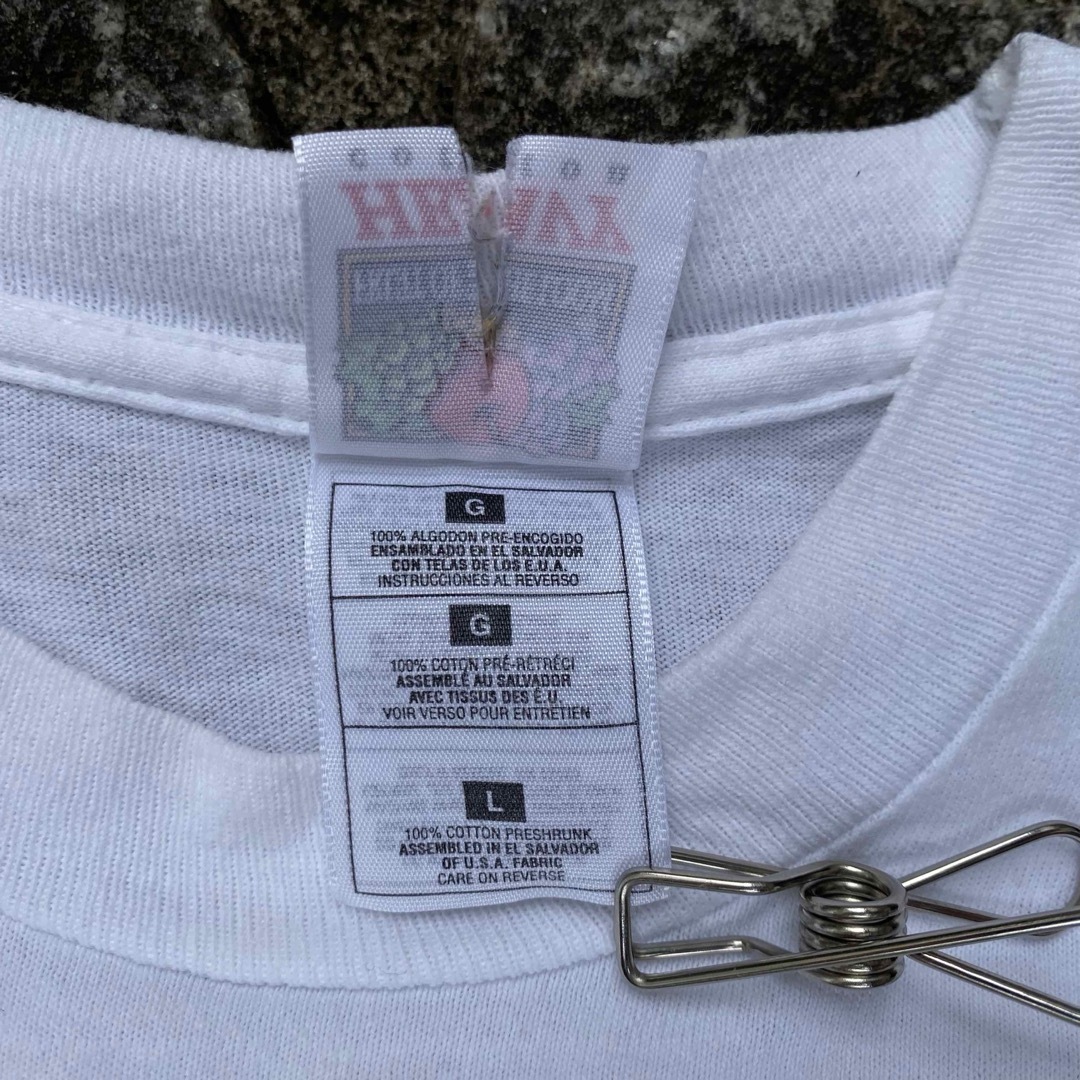 HEAVY
G
100% ALGODON PRE-ENCOGIDO
ENSAMBLADO EN EL SALVADOR
CON TELAS DE LOS E.U.A.
INSTRUCCIONES AL REVERSO
G
100% COTON PRÉ-RÉTRÉCI
ASSEMBLÉ AU SALVADOR
AVEC TISSUS DES É.U.
VOIR VERSO POUR ENTRETIEN
L
100% COTTON PRESHRUNK
ASSEMBLED IN EL SALVADOR
OF U.S.A. FABRIC
CARE ON REVERSE